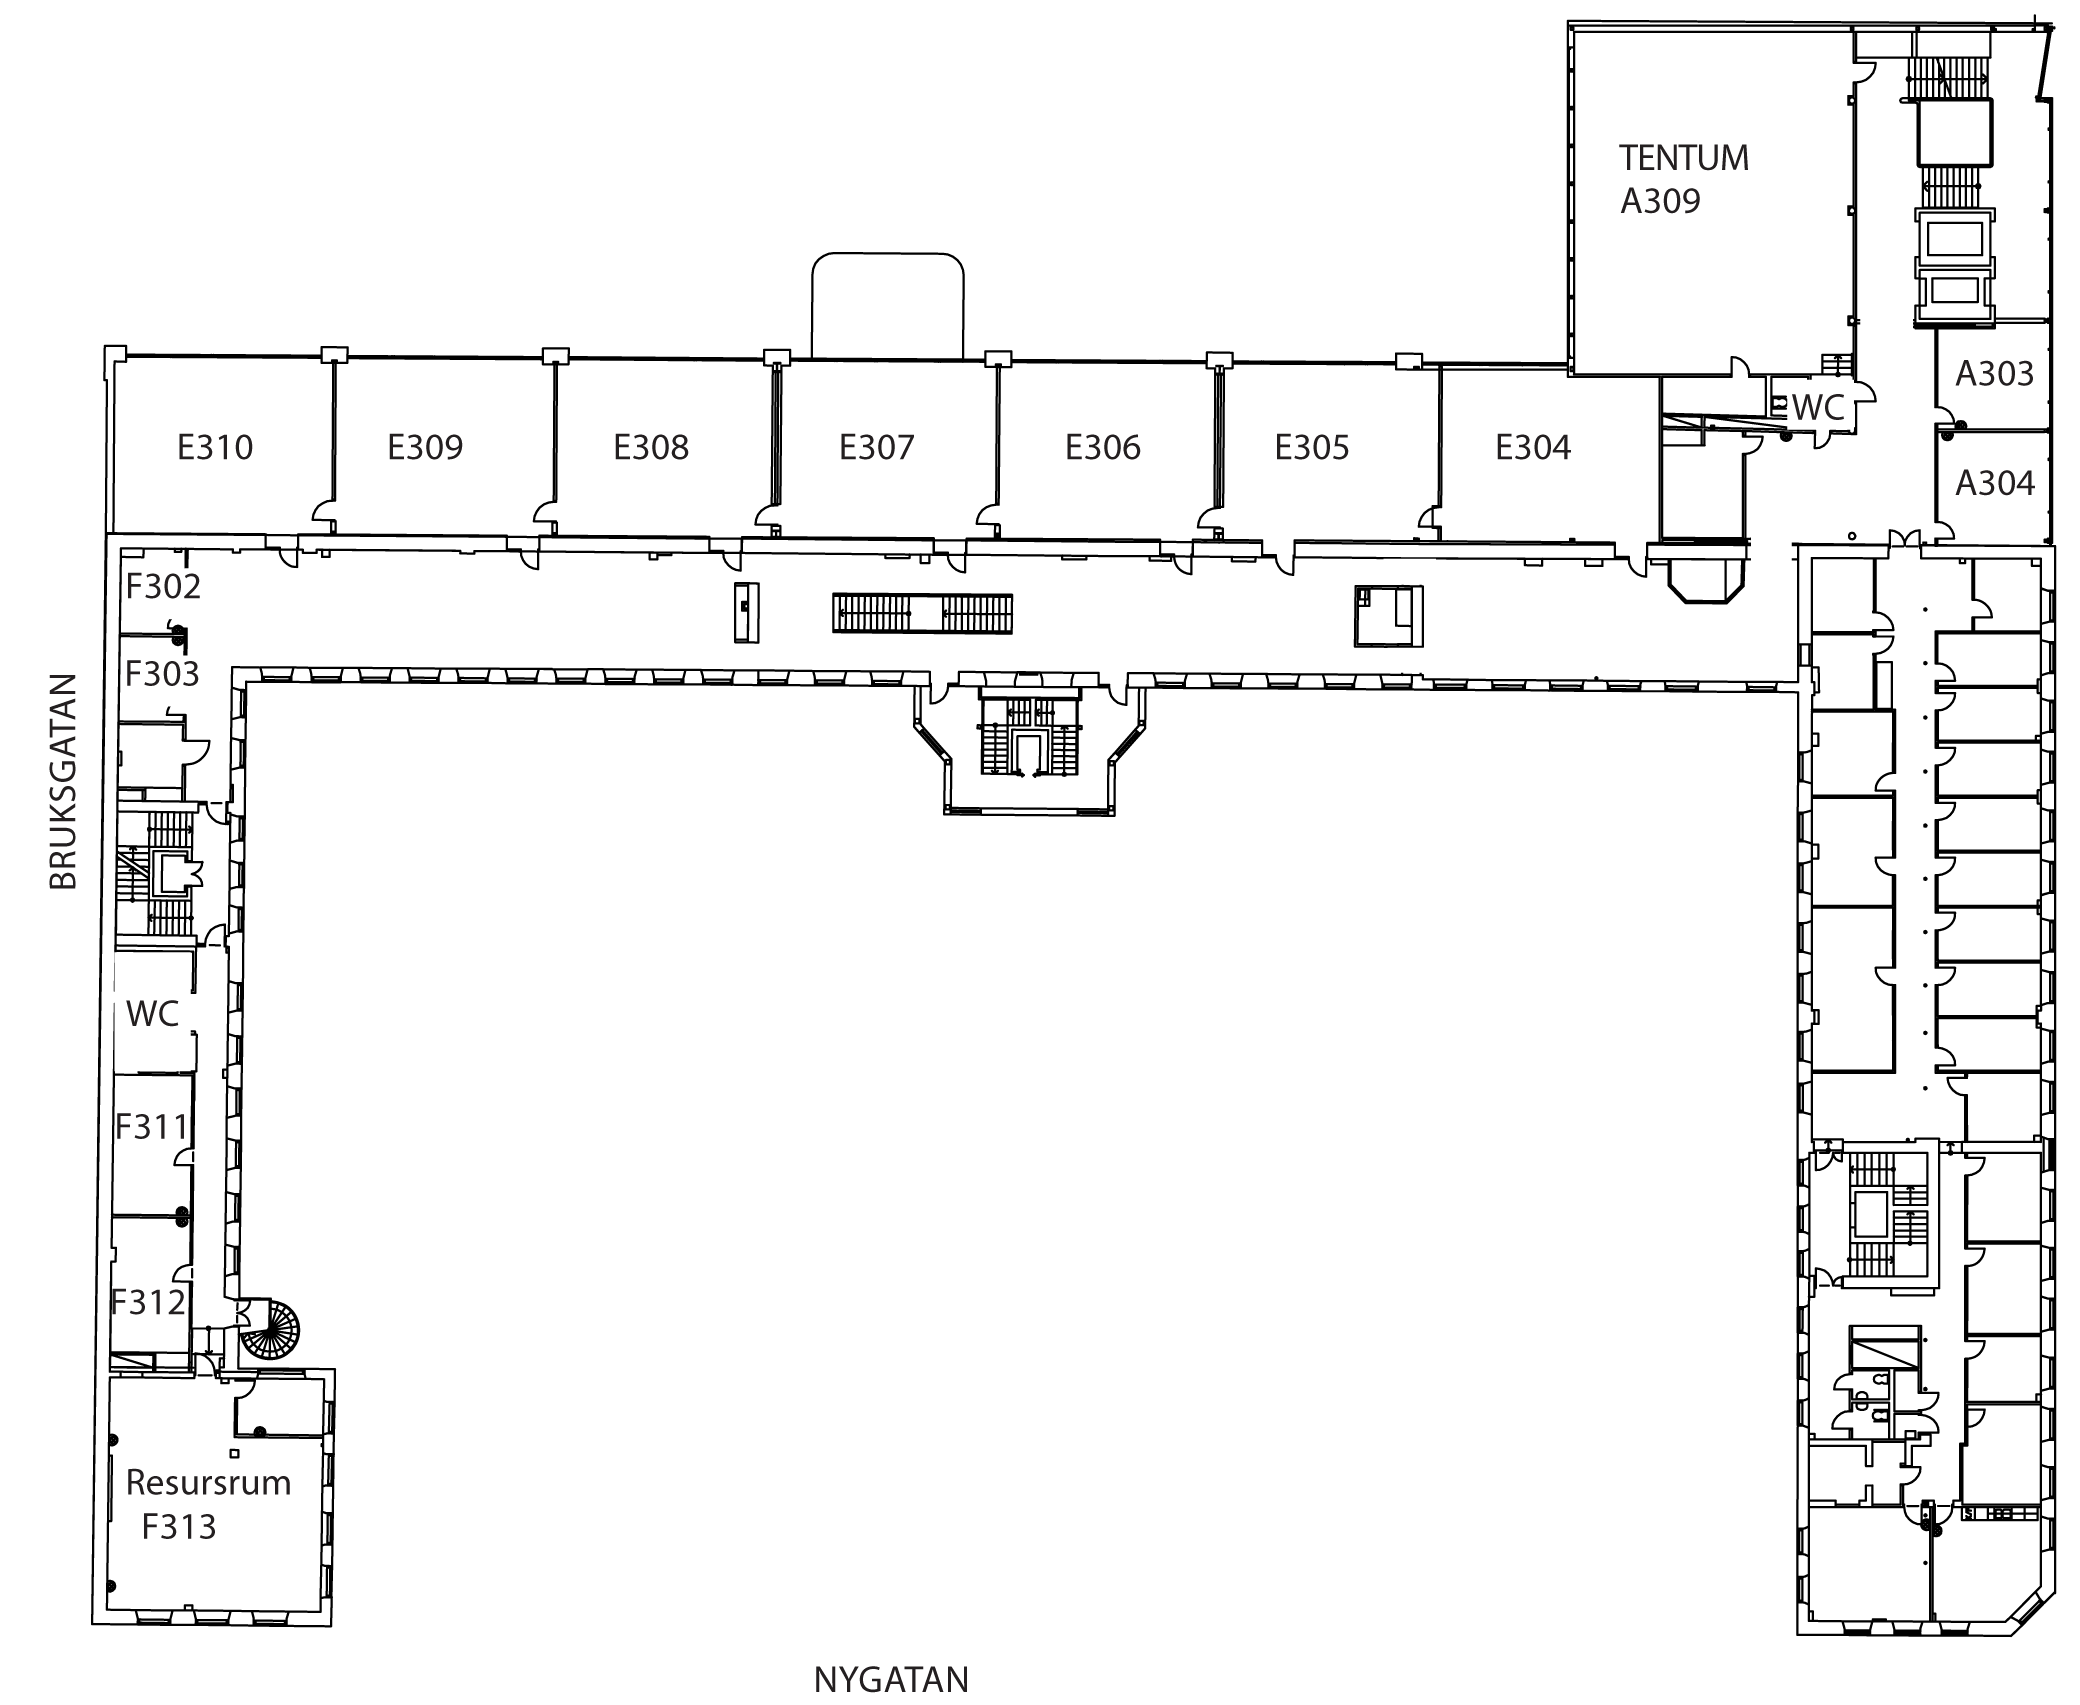 TENTUM
A309
A303
WC
A304
E310
E309
E308
E307
E306
E305
E304
F302
F303
BRUKSGATAN
WC
F311
F312
Resursrum
F313
NYGATAN